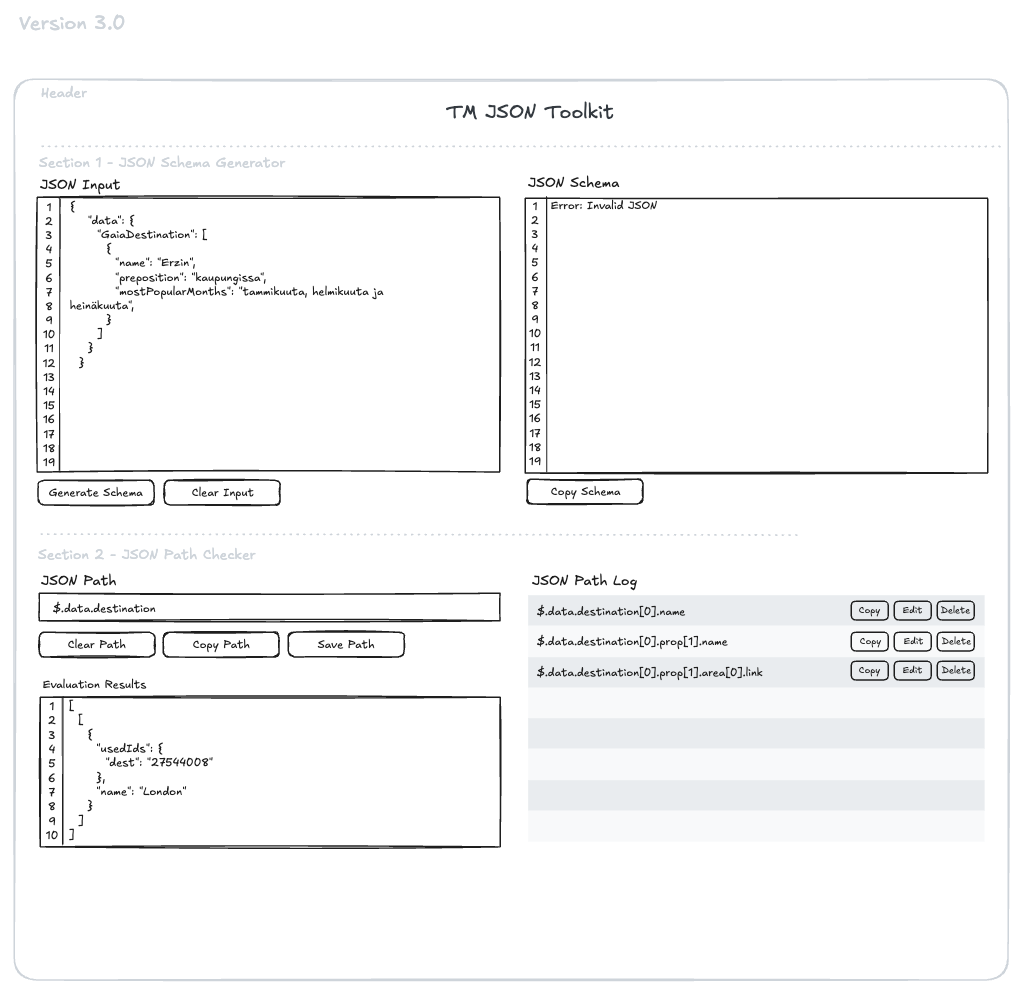 Version 3.0
Header
TM JSON Toolkit
Section 1 - JSON Schema Generator
JSON Input
1 {
2 "data": {
3 "GaiaDestination": [
4 {
5 "name": "Erzin",
6 "preposition": "kaupungissa",
7 "mostPopularMonths": "tammikuuta, helmikuuta ja
8 heinäkuuta",
9 }
10 ]
11 }
12 }
13
14
15
16
17
18
19
Generate Schema
Clear Input
JSON Schema
1 Error: Invalid JSON
2
3
4
5
6
7
8
9
10
11
12
13
14
15
16
17
18
19
Copy Schema
Section 2 - JSON Path Checker
JSON Path
$.data.destination
Clear Path
Copy Path
Save Path
Evaluation Results
1 [
2 [
3 {
4 "usedIds": {
5 "dest": "27544008"
6 },
7 "name": "London"
8 }
9 ]
10 ]
JSON Path Log
$.data.destination[0].name Copy Edit Delete
$.data.destination[0].prop[1].name Copy Edit Delete
$.data.destination[0].prop[1].area[0].link Copy Edit Delete